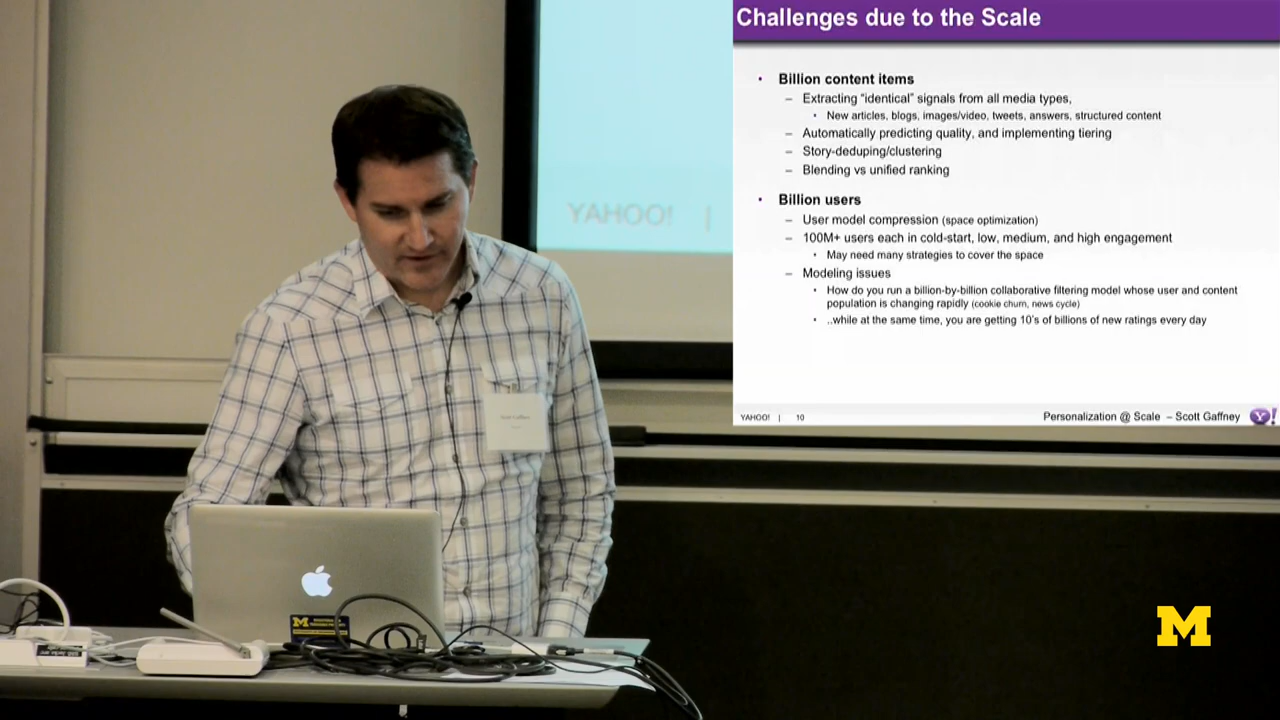 Challenges due to the Scale
• Billion content items
– Extracting “identical” signals from all media types,
• New articles, blogs, images/video, tweets, answers, structured content
– Automatically predicting quality, and implementing tiering
– Story-deduping/clustering
– Blending vs unified ranking
• Billion users
– User model compression (space optimization)
– 100M+ users each in cold-start, low, medium, and high engagement
• May need many strategies to cover the space
– Modeling issues
• How do you run a billion-by-billion collaborative filtering model whose user and content
population is changing rapidly (cookie churn, news cycle)
• ..while at the same time, you are getting 10's of billions of new ratings every day
YAHOO! | 10
Personalization @ Scale – Scott Gaffney
Y!
YAHOO! |
M
M